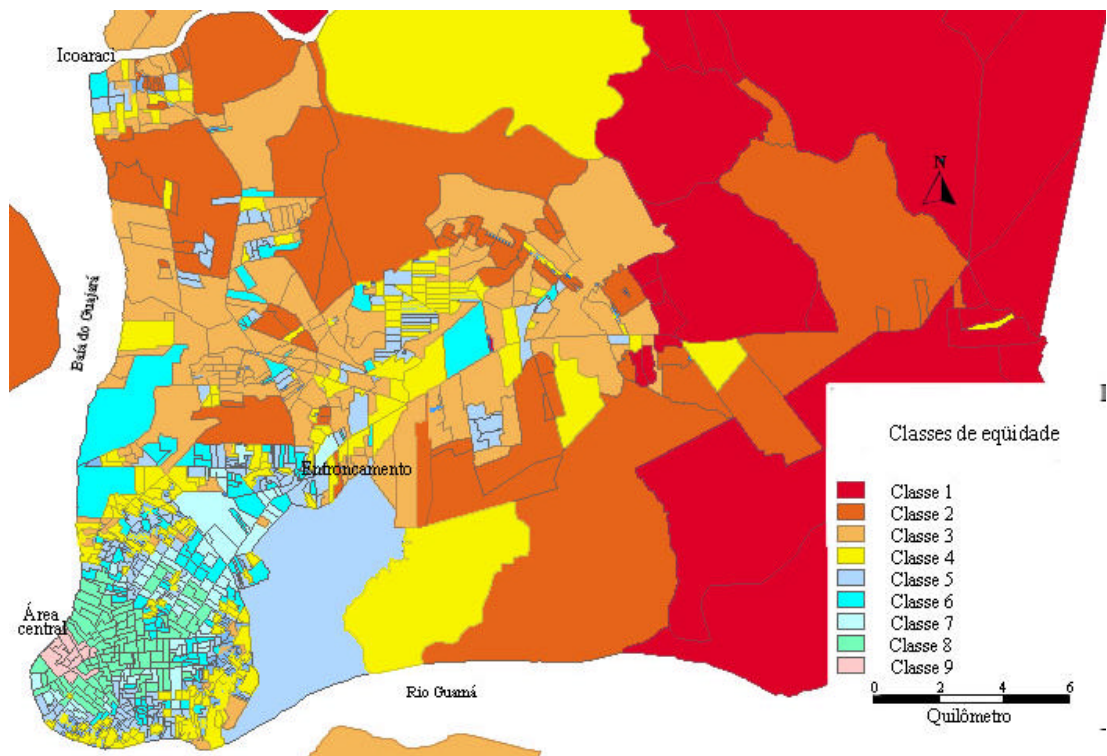 Icoaraci
N
Baía do Guajará
Entroncamento
Área
central
Rio Guamá
Classes de eqüidade
Classe 1
Classe 2
Classe 3
Classe 4
Classe 5
Classe 6
Classe 7
Classe 8
Classe 9
0 2 4 6
Quilômetro